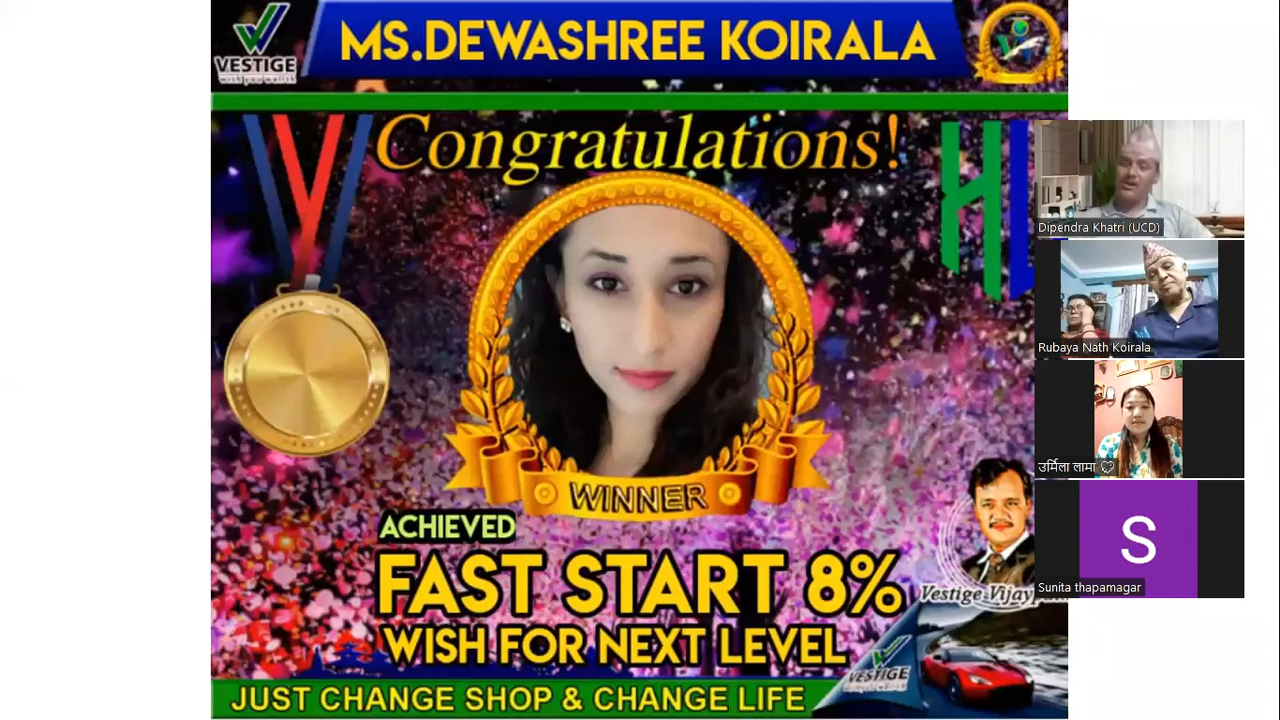 VESTIGE
MS.DEWASHREE KOIRALA
Congratulations!
WINNER
ACHIEVED
FAST START 8%
WISH FOR NEXT LEVEL
Vestige Vijay
VESTIGE
JUST CHANGE SHOP & CHANGE LIFE
Dipendra Khatri (UCD)
Rubaya Nath Koirala
उर्मिला लामा ♡
S
Sunita thapamagar